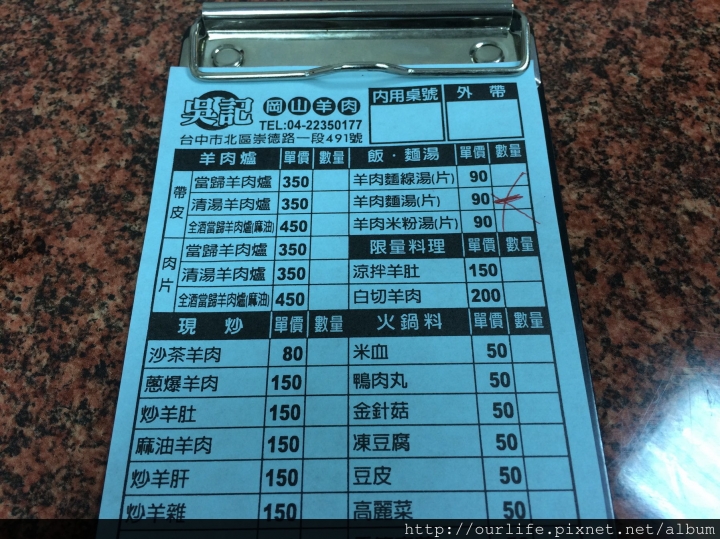 吳記 岡山羊肉
TEL:04-22350177
台中市北區崇德路一段491號
內用桌號 外帶
羊肉爐 單價 數量 飯・麵湯 單價 數量
帶皮
當歸羊肉爐 350 羊肉麵線湯(片) 90
清湯羊肉爐 350 羊肉麵湯(片) 90
全酒當歸羊肉爐(麻油) 450 羊肉米粉湯(片) 90
肉片
當歸羊肉爐 350 限量料理 單價 數量
清湯羊肉爐 350 涼拌羊肚 150
全酒當歸羊肉爐(麻油) 450 白切羊肉 200
現炒 單價 數量 火鍋料 單價 數量
沙茶羊肉 80 米血 50
蔥爆羊肉 150 鴨肉丸 50
炒羊肚 150 金針菇 50
麻油羊肉 150 凍豆腐 50
炒羊肝 150 豆皮 50
炒羊雜 150 高麗菜 50
http://ourlife.pixnet.net/album